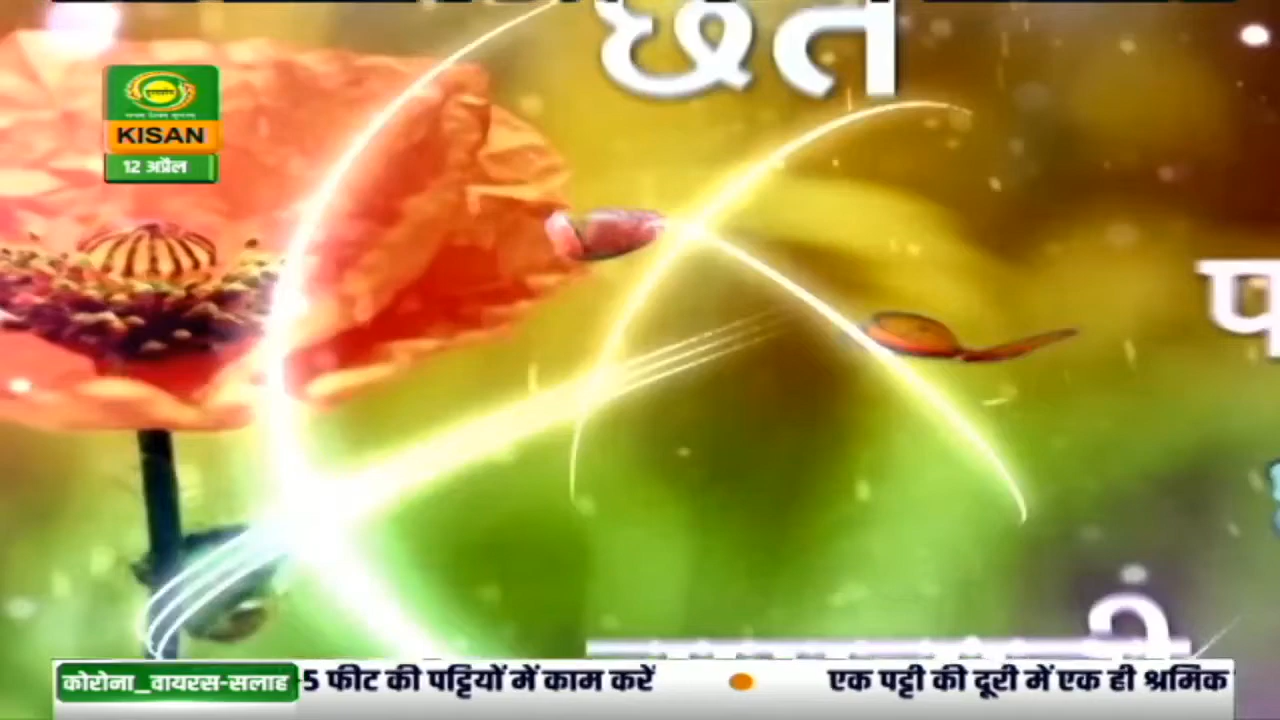 छत
KISAN
12 अप्रैल
प
कोरोना_वायरस-सलाह
5 फीट की पट्टियों में काम करें
एक पट्टी की दूरी में एक ही श्रमिक